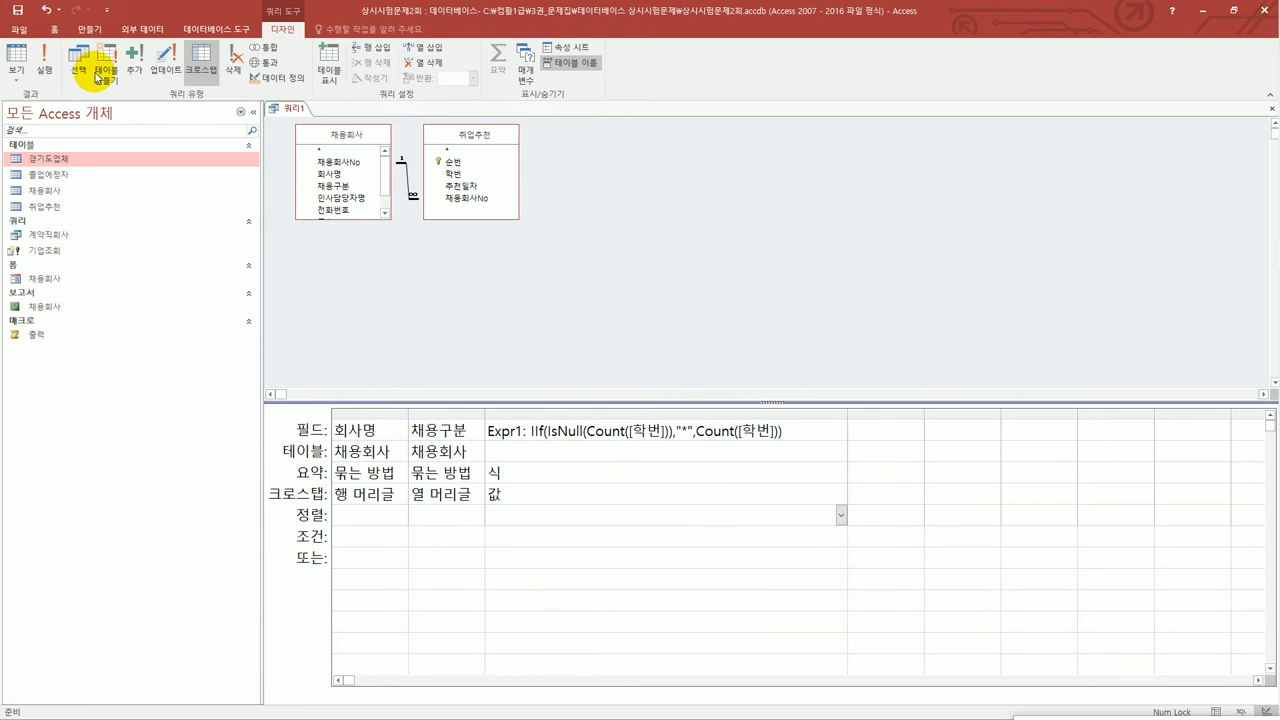 쿼리 도구
상시시험문제2회 : 데이터베이스- C:₩컴활1급₩3권_문제집₩데이터베이스 상시시험문제₩상시시험문제2회.accdb (Access 2007 - 2016 파일 형식) - Access
파일 홈 만들기 외부 데이터 데이터베이스 도구 디자인 수행할 작업을 알려 주세요.
보기 실행 선택 테이블 만들기 추가 업데이트 크로스탭 삭제
통합
통과
데이터 정의
테이블 표시
행 삽입 열 삽입
행 삭제 열 삭제
작성기 반환:
요약 매개 변수
속성 시트
테이블 이름
결과 쿼리 유형 쿼리 설정 표시/숨기기
모든 Access 개체
검색...
테이블
경기도업체
졸업예정자
채용회사
취업추천
쿼리
계약직회사
기업조회
폼
채용회사
보고서
채용회사
매크로
출력
쿼리1
채용회사
*
채용회사No
회사명
채용구분
인사담당자명
전화번호
1
∞
취업추천
*
순번
학번
추천일자
채용회사No
필드: 회사명 채용구분 Expr1: IIf(IsNull(Count([학번])),"*",Count([학번]))
테이블: 채용회사 채용회사
요약: 묶는 방법 묶는 방법 식
크로스탭: 행 머리글 열 머리글 값
정렬:
조건:
또는:
준비
Num Lock
SQL